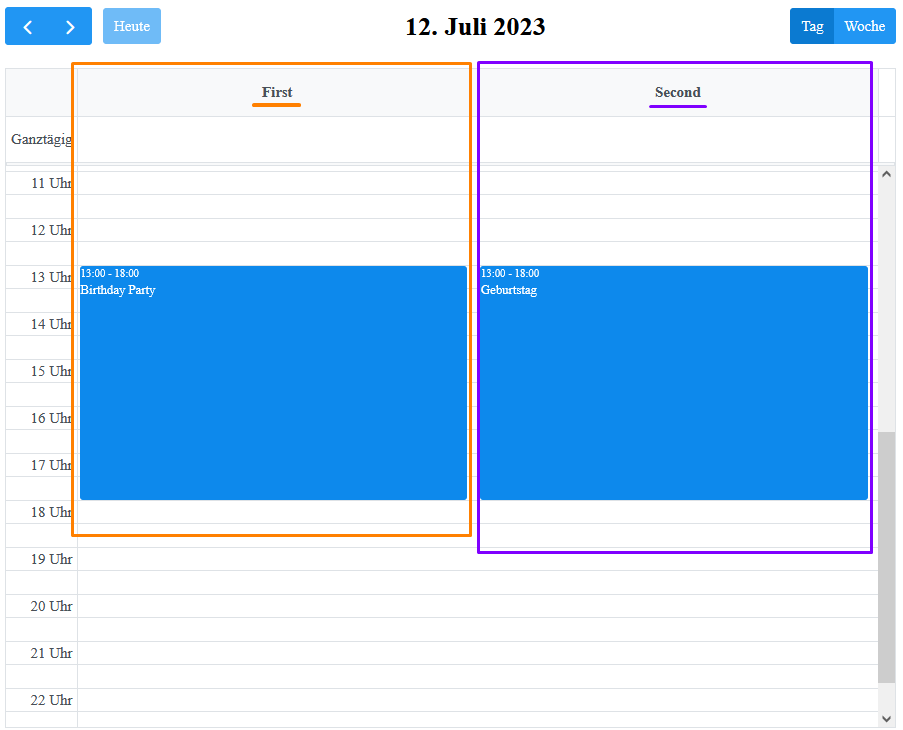 Heute
12. Juli 2023
Tag Woche
First Second
Ganztägig
11 Uhr
12 Uhr
13 Uhr
13:00 - 18:00 13:00 - 18:00
Birthday Party Geburtstag
14 Uhr
15 Uhr
16 Uhr
17 Uhr
18 Uhr
19 Uhr
20 Uhr
21 Uhr
22 Uhr